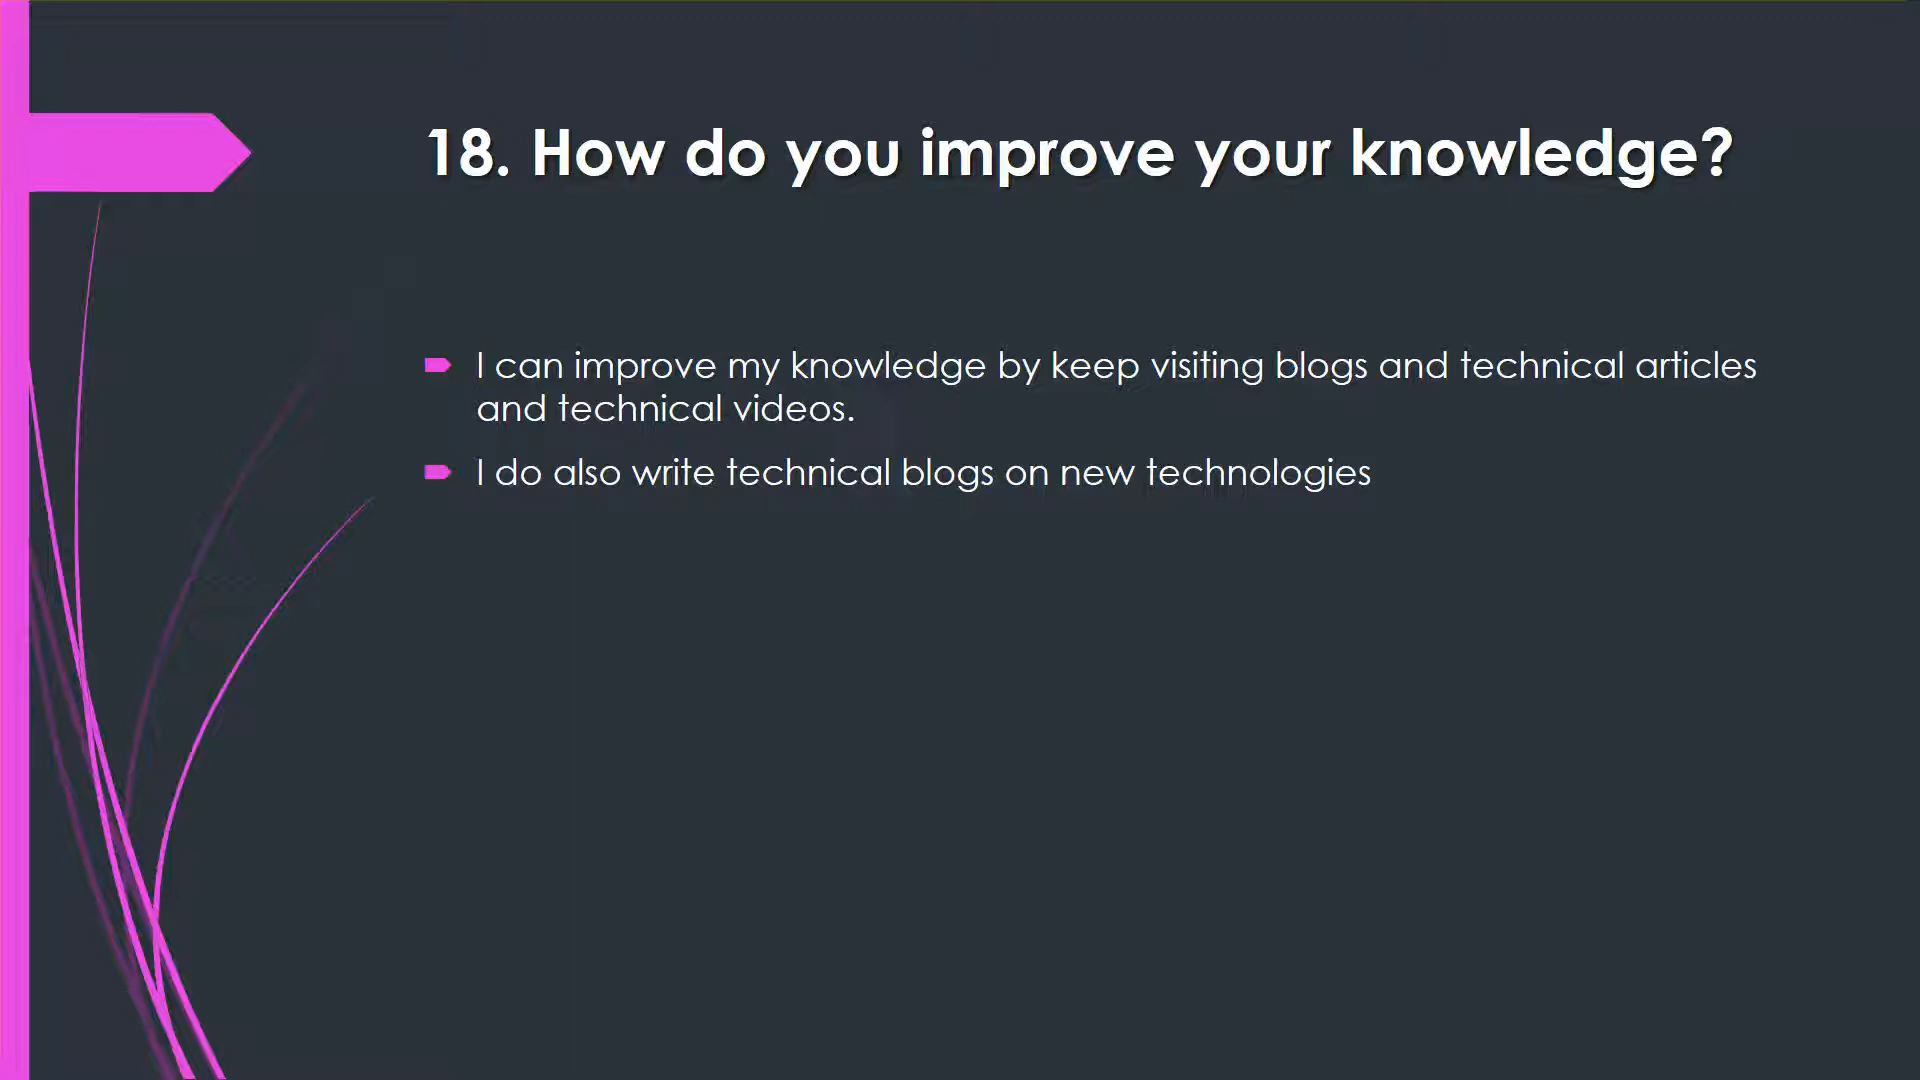 18. How do you improve your knowledge?
I can improve my knowledge by keep visiting blogs and technical articles
and technical videos.
I do also write technical blogs on new technologies